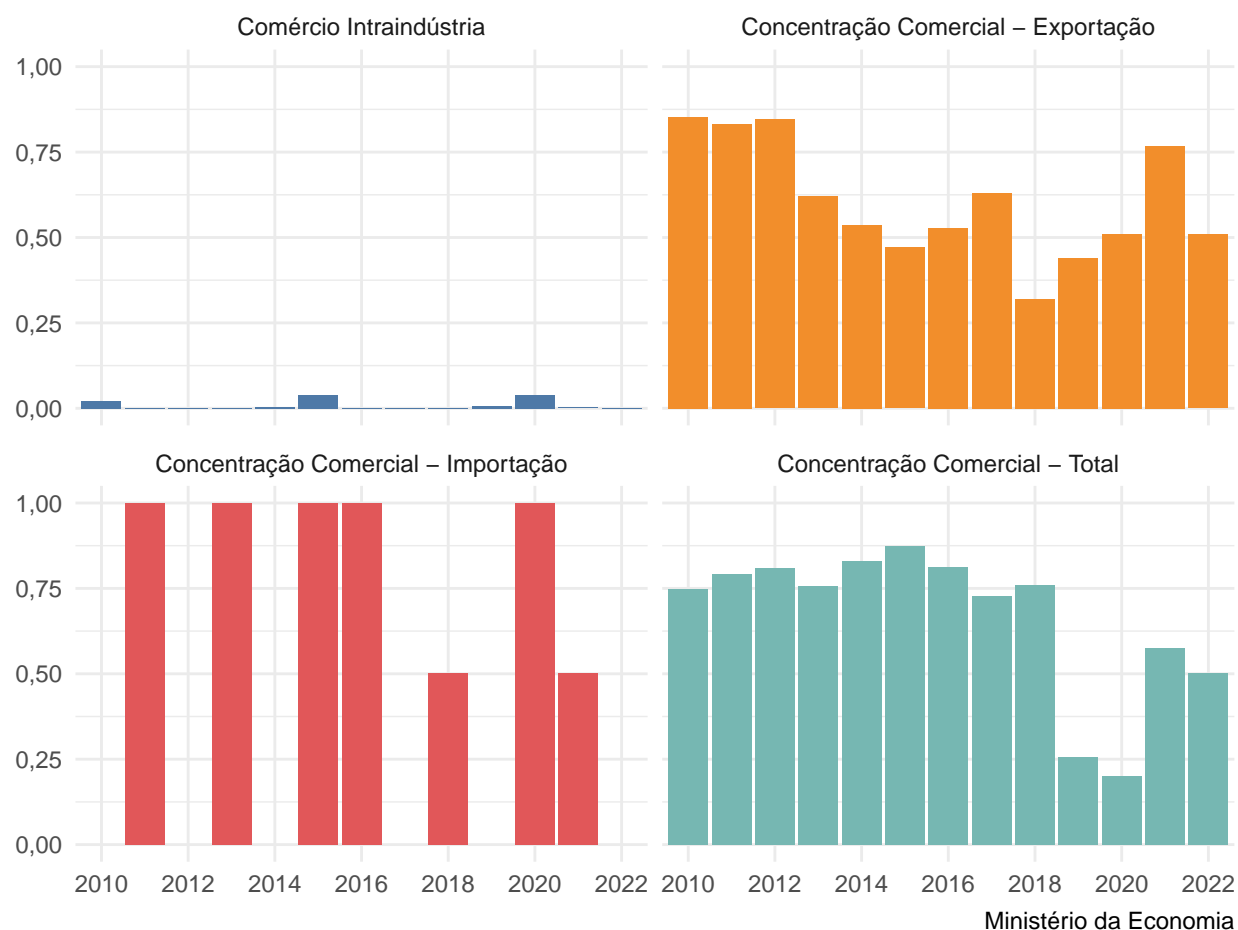 Comércio Intraindústria
Concentração Comercial – Exportação
1,00
0,75
0,50
0,25
0,00
Concentração Comercial – Importação
Concentração Comercial – Total
1,00
0,75
0,50
0,25
0,00
2010 2012 2014 2016 2018 2020 2022
2010 2012 2014 2016 2018 2020 2022
Ministério da Economia